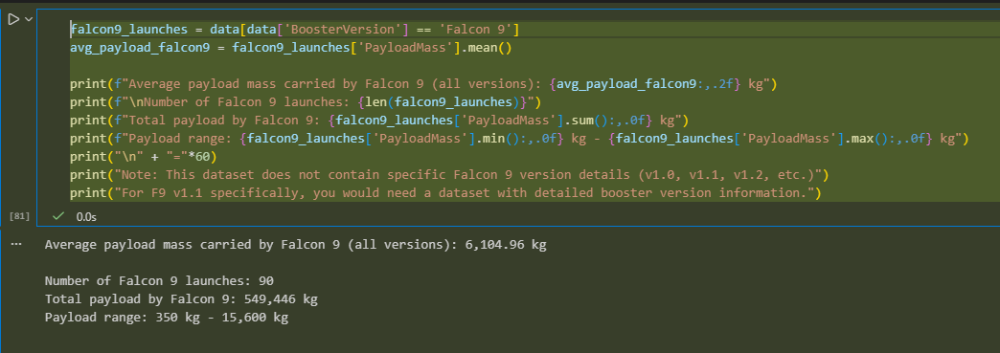 falcon9_launches = data[data['BoosterVersion'] == 'Falcon 9']
avg_payload_falcon9 = falcon9_launches['PayloadMass'].mean()
print(f"Average payload mass carried by Falcon 9 (all versions): {avg_payload_falcon9:,.2f} kg")
print(f"\nNumber of Falcon 9 launches: {len(falcon9_launches)}")
print(f"Total payload by Falcon 9: {falcon9_launches['PayloadMass'].sum():,.0f} kg")
print(f"Payload range: {falcon9_launches['PayloadMass'].min():,.0f} kg - {falcon9_launches['PayloadMass'].max():,.0f} kg")
print("\n" + "="*60)
print("Note: This dataset does not contain specific Falcon 9 version details (v1.0, v1.1, v1.2, etc.)")
print("For F9 v1.1 specifically, you would need a dataset with detailed booster version information.")
[81] 0.0s
Average payload mass carried by Falcon 9 (all versions): 6,104.96 kg
Number of Falcon 9 launches: 90
Total payload by Falcon 9: 549,446 kg
Payload range: 350 kg - 15,600 kg